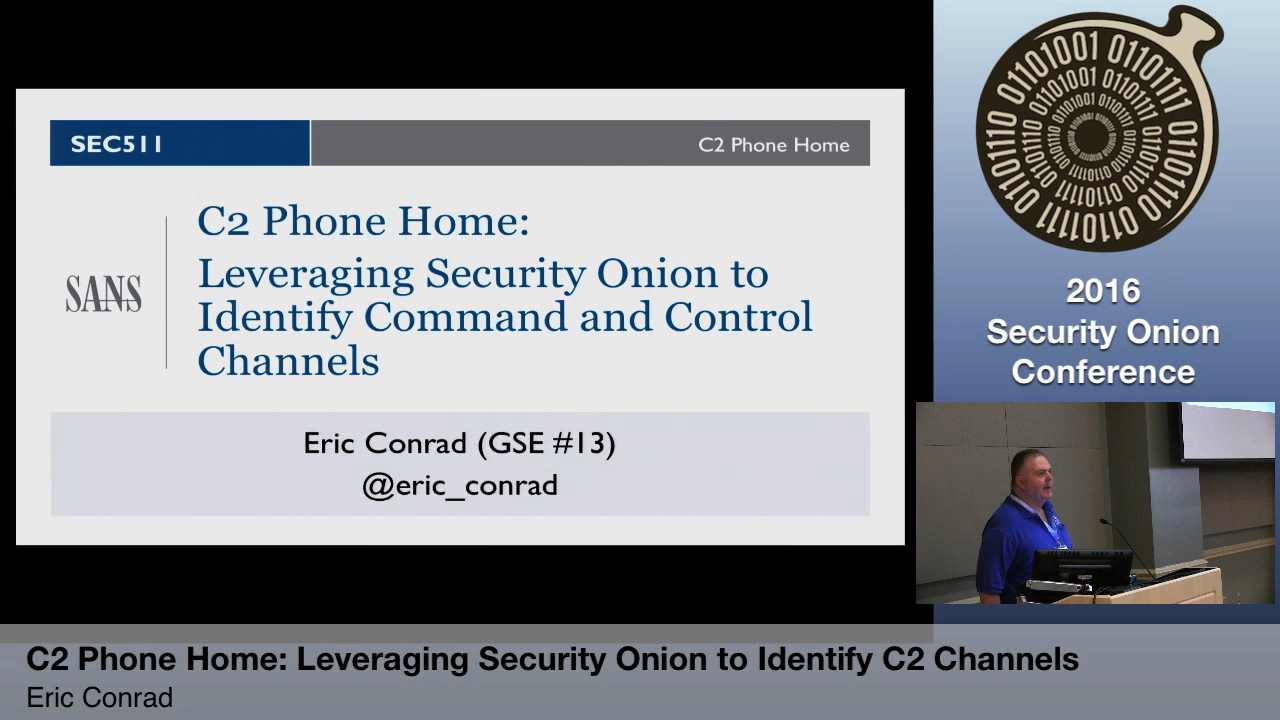 SEC511
C2 Phone Home
SANS
C2 Phone Home:
Leveraging Security Onion to
Identify Command and Control
Channels
Eric Conrad (GSE #13)
@eric_conrad
2016
Security Onion
Conference
C2 Phone Home: Leveraging Security Onion to Identify C2 Channels
Eric Conrad